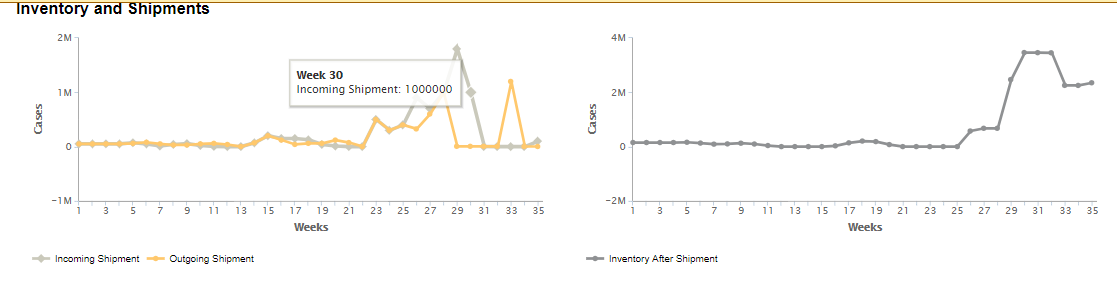 Inventory and Shipments
2M
1M
0
−1M
Cases
Week 30
Incoming Shipment: 1000000
1 3 5 7 9 11 13 15 17 19 21 23 25 27 29 31 33 35
Weeks
Incoming Shipment Outgoing Shipment
4M
2M
0
−2M
Cases
1 3 5 7 9 11 13 15 17 19 21 23 25 27 29 31 33 35
Weeks
Inventory After Shipment